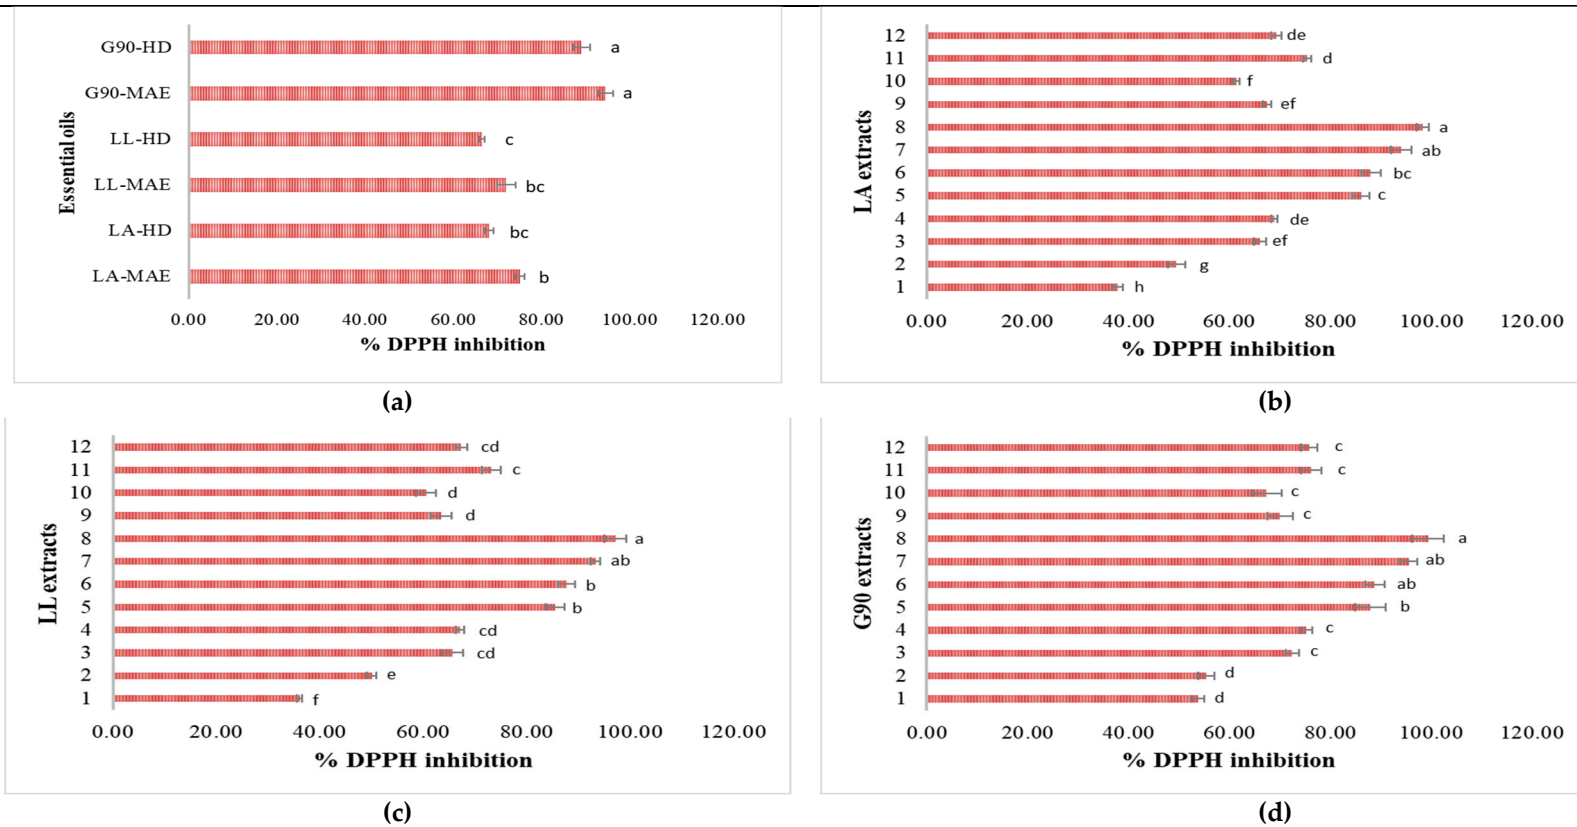 G90-HD a
G90-MAE a
LL-HD c
LL-MAE bc
LA-HD bc
LA-MAE b
Essential oils
0.00 20.00 40.00 60.00 80.00 100.00 120.00
% DPPH inhibition
(a)
12 de
11 d
10 f
9 ef
8 a
7 ab
6 bc
5 c
4 de
3 ef
2 g
1 h
LA extracts
0.00 20.00 40.00 60.00 80.00 100.00 120.00
% DPPH inhibition
(b)
12 cd
11 c
10 d
9 d
8 a
7 ab
6 b
5 b
4 cd
3 cd
2 e
1 f
LL extracts
0.00 20.00 40.00 60.00 80.00 100.00 120.00
% DPPH inhibition
(c)
12 c
11 c
10 c
9 c
8 a
7 ab
6 ab
5 b
4 c
3 c
2 d
1 d
G90 extracts
0.00 20.00 40.00 60.00 80.00 100.00 120.00
% DPPH inhibition
(d)